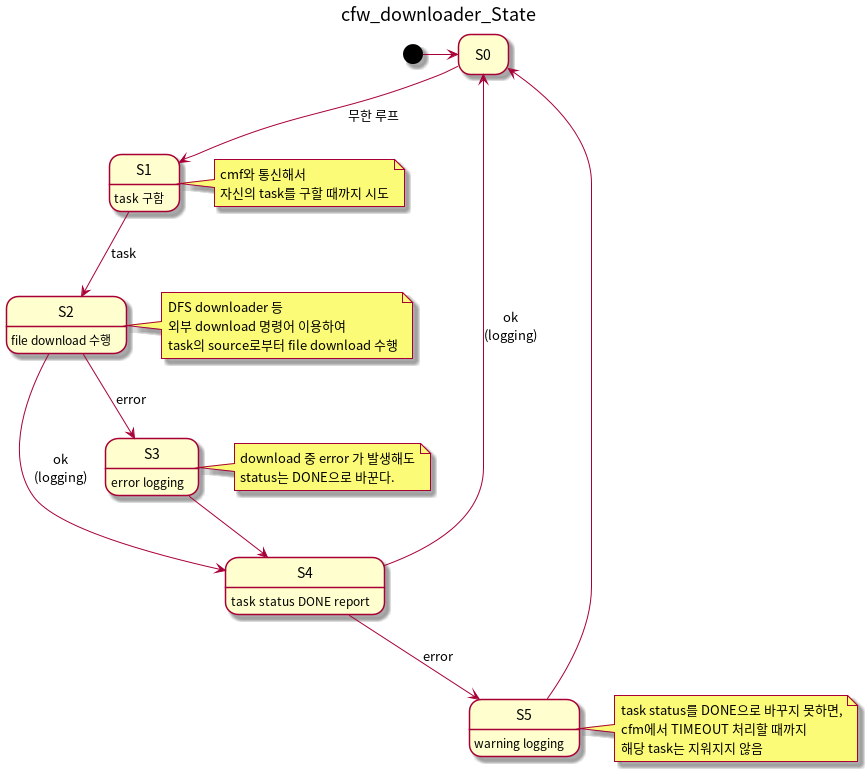 cfw_downloader_State
S0
무한 루프
S1
task 구함
cmf와 통신해서
자신의 task를 구할 때까지 시도
task
S2
file download 수행
DFS downloader 등
외부 download 명령어 이용하여
task의 source로부터 file download 수행
ok
(logging)
error
ok
(logging)
S3
error logging
download 중 error 가 발생해도
status는 DONE으로 바꾼다.
S4
task status DONE report
error
S5
warning logging
task status를 DONE으로 바꾸지 못하면,
cfm에서 TIMEOUT 처리할 때까지
해당 task는 지워지지 않음